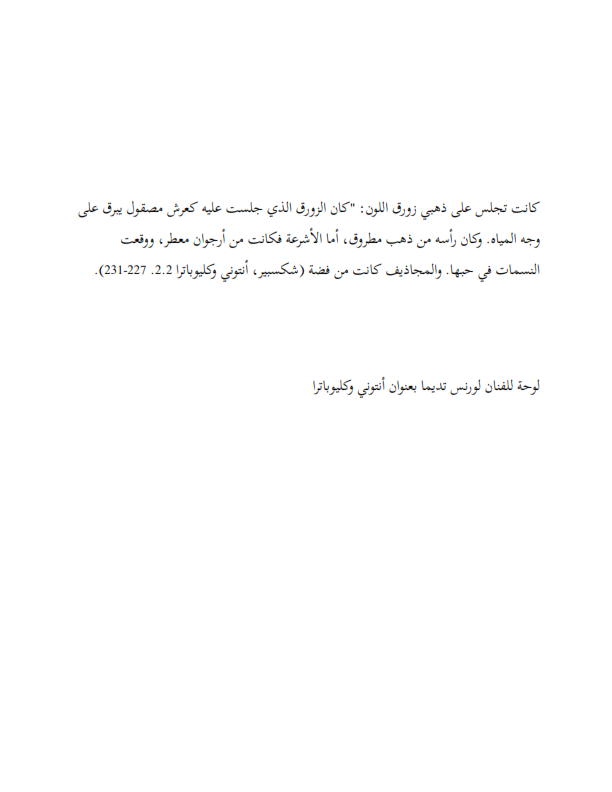 كانت تجلس على ذهبي زورق اللون: "كان الزورق الذي جلست عليه كعرش مصقول يبرق على
وجه المياه. وكان رأسه من ذهب مطروق، أما الأشرعة فكانت من أرجوان معطر، ووقعت
النسمات في حبها. والمجاذيف كانت من فضة (شكسبير، أنتوني وكليوباترا 2.2. 227-231).
لوحة للفنان لورنس تديما بعنوان أنتوني وكليوباترا